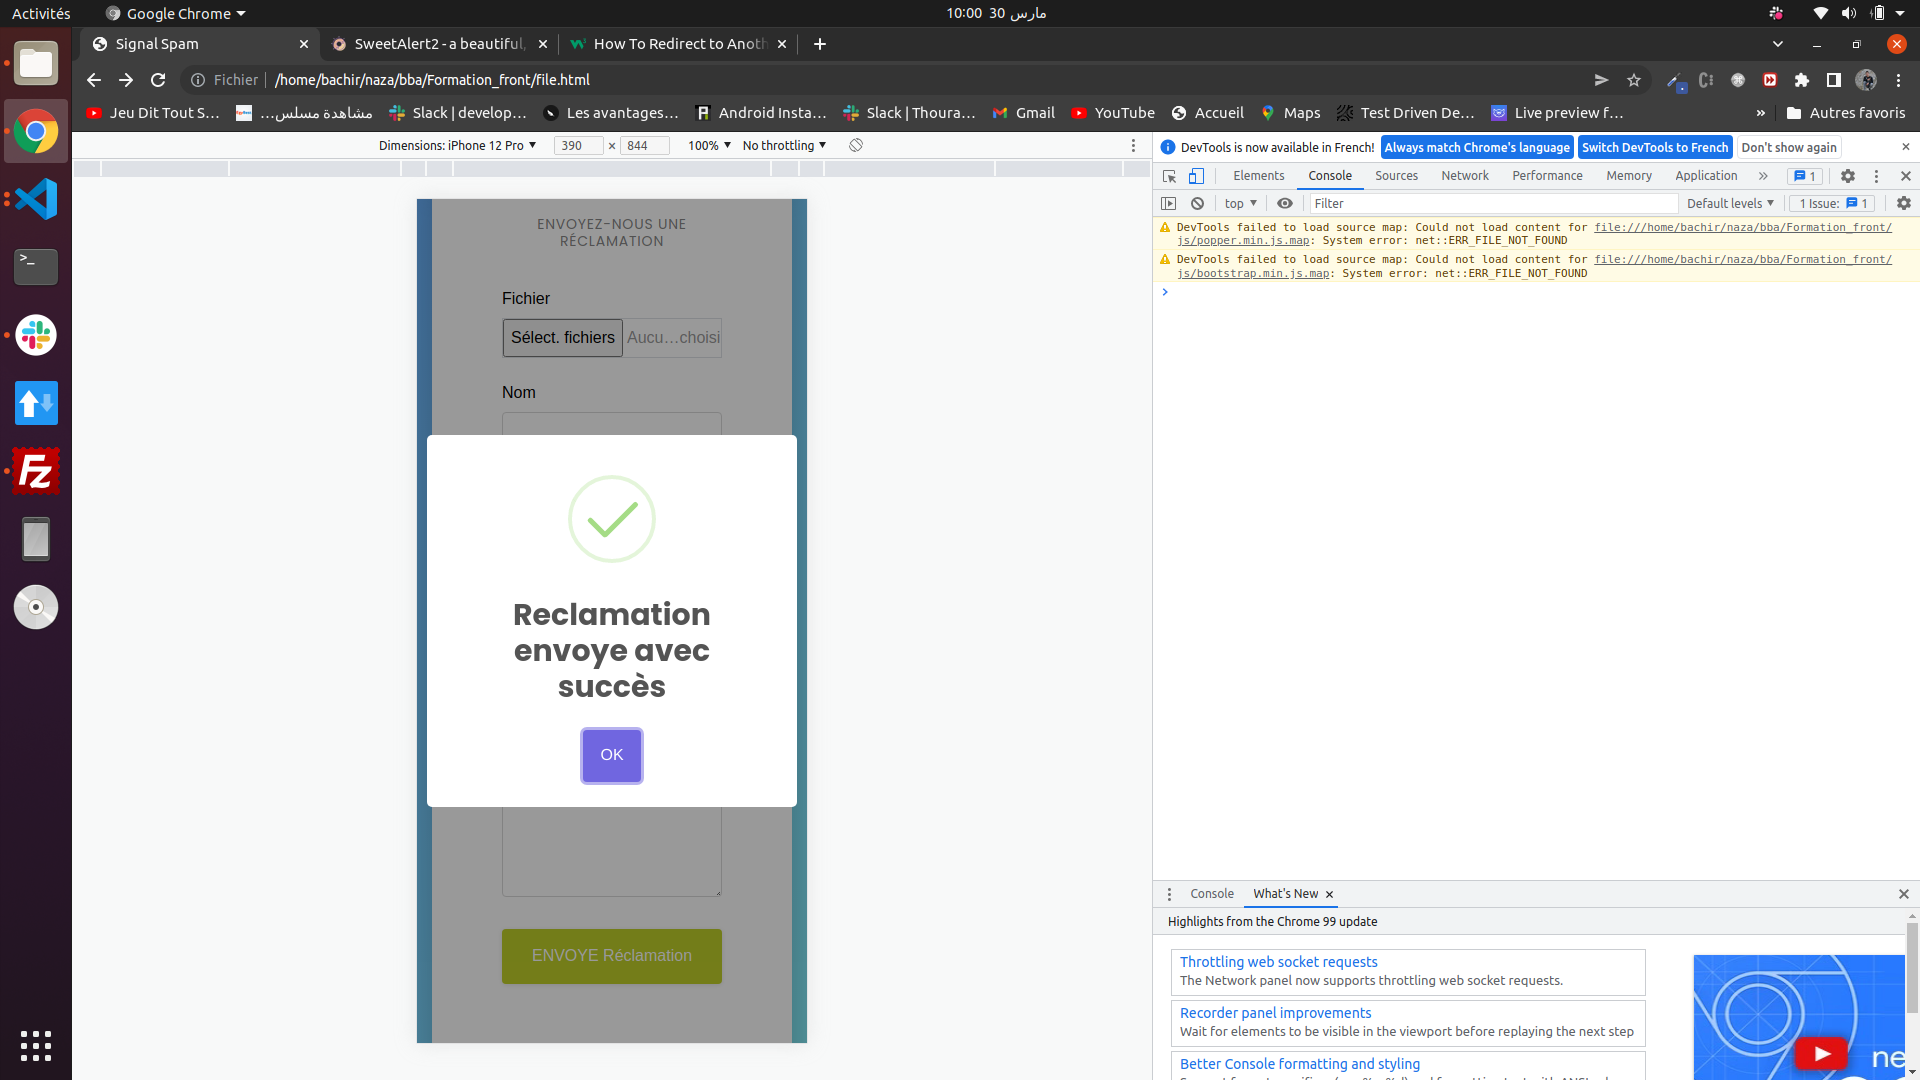 Activités
Google Chrome
10:00 30 مارس
Signal Spam
SweetAlert2 - a beautiful,
How To Redirect to Anoth
Fichier
/home/bachir/naza/bba/Formation_front/file.html
Jeu Dit Tout S…
مشاهدة مسلس…
Slack | develop…
Les avantages…
Android Insta…
Slack | Thoura…
Gmail
YouTube
Accueil
Maps
Test Driven De…
Live preview f…
»
Autres favoris
Dimensions: iPhone 12 Pro
390 × 844
100%
No throttling
DevTools is now available in French!
Always match Chrome's language
Switch DevTools to French
Don't show again
Elements
Console
Sources
Network
Performance
Memory
Application
»
1
top
Filter
Default levels
1 Issue: 1
DevTools failed to load source map: Could not load content for file:///home/bachir/naza/bba/Formation_front/
js/popper.min.js.map: System error: net::ERR_FILE_NOT_FOUND
DevTools failed to load source map: Could not load content for file:///home/bachir/naza/bba/Formation_front/
js/bootstrap.min.js.map: System error: net::ERR_FILE_NOT_FOUND
ENVOYEZ-NOUS UNE
RÉCLAMATION
Fichier
Sélect. fichiers
Aucu…choisi
Nom
Reclamation
envoye avec
succès
OK
ENVOYE Réclamation
Console
What's New
Highlights from the Chrome 99 update
Throttling web socket requests
The Network panel now supports throttling web socket requests.
Recorder panel improvements
Wait for elements to be visible in the viewport before replaying the next step
Better Console formatting and styling
ne